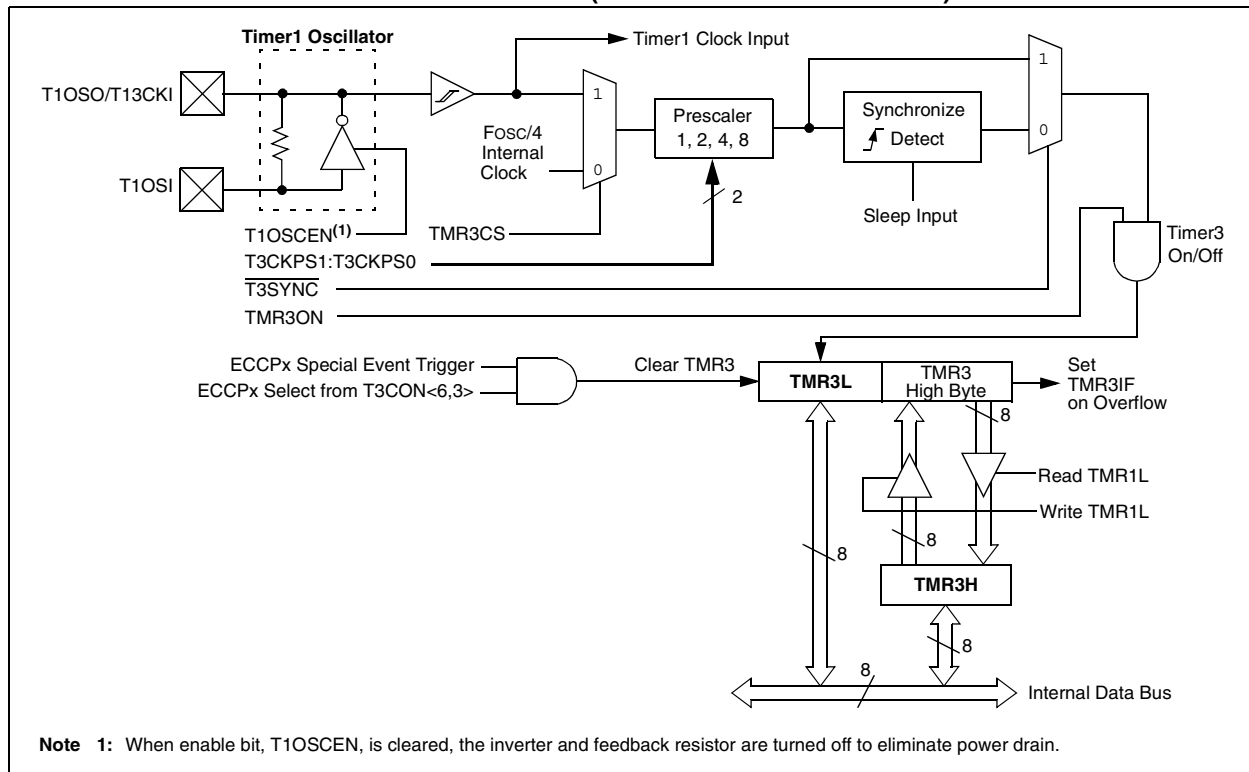 Timer1 Oscillator
Timer1 Clock Input
1
T1OSO/T13CKI
1
Prescaler
1, 2, 4, 8
Synchronize
Detect
0
FOSC/4
Internal
Clock
0
T1OSI
2
Sleep Input
T1OSCEN(1)
TMR3CS
Timer3
On/Off
T3CKPS1:T3CKPS0
T3SYNC
TMR3ON
ECCPx Special Event Trigger
ECCPx Select from T3CON<6,3>
Clear TMR3
TMR3L
TMR3
High Byte
Set
TMR3IF
on Overflow
8
Read TMR1L
Write TMR1L
8
8
TMR3H
8
8
Internal Data Bus
Note 1: When enable bit, T1OSCEN, is cleared, the inverter and feedback resistor are turned off to eliminate power drain.